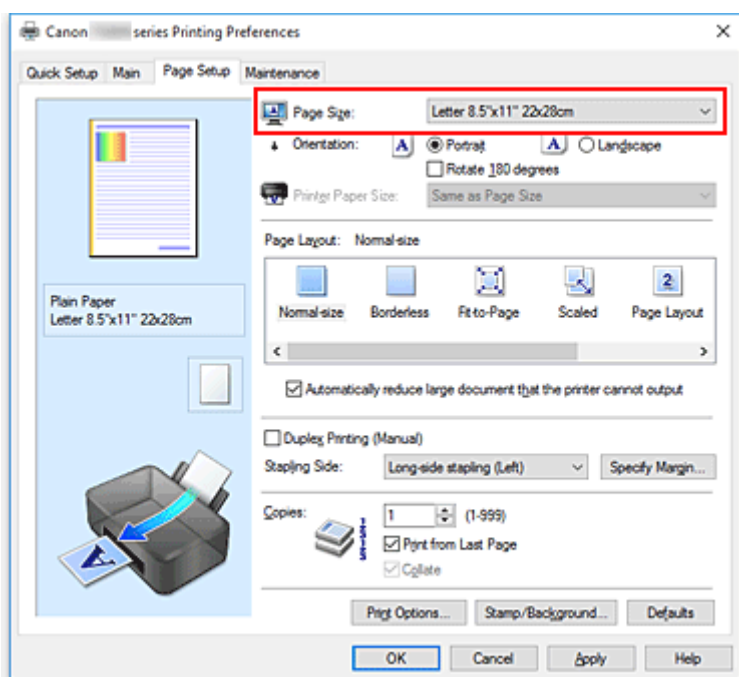 Canon series Printing Preferences
Quick Setup Main Page Setup Maintenance
Page Size: Letter 8.5"x11" 22x28cm
Orientation: A Portrait A Landscape
Rotate 180 degrees
Printer Paper Size: Same as Page Size
Page Layout: Normal-size
2
Normal-size Borderless Fit-to-Page Scaled Page Layout
Plain Paper
Letter 8.5"x11" 22x28cm
Automatically reduce large document that the printer cannot output
Duplex Printing (Manual)
Stapling Side: Long-side stapling (Left) Specify Margin...
Copies: 1 (1-999)
Print from Last Page
Collate
A
Print Options... Stamp/Background... Defaults
OK Cancel Apply Help